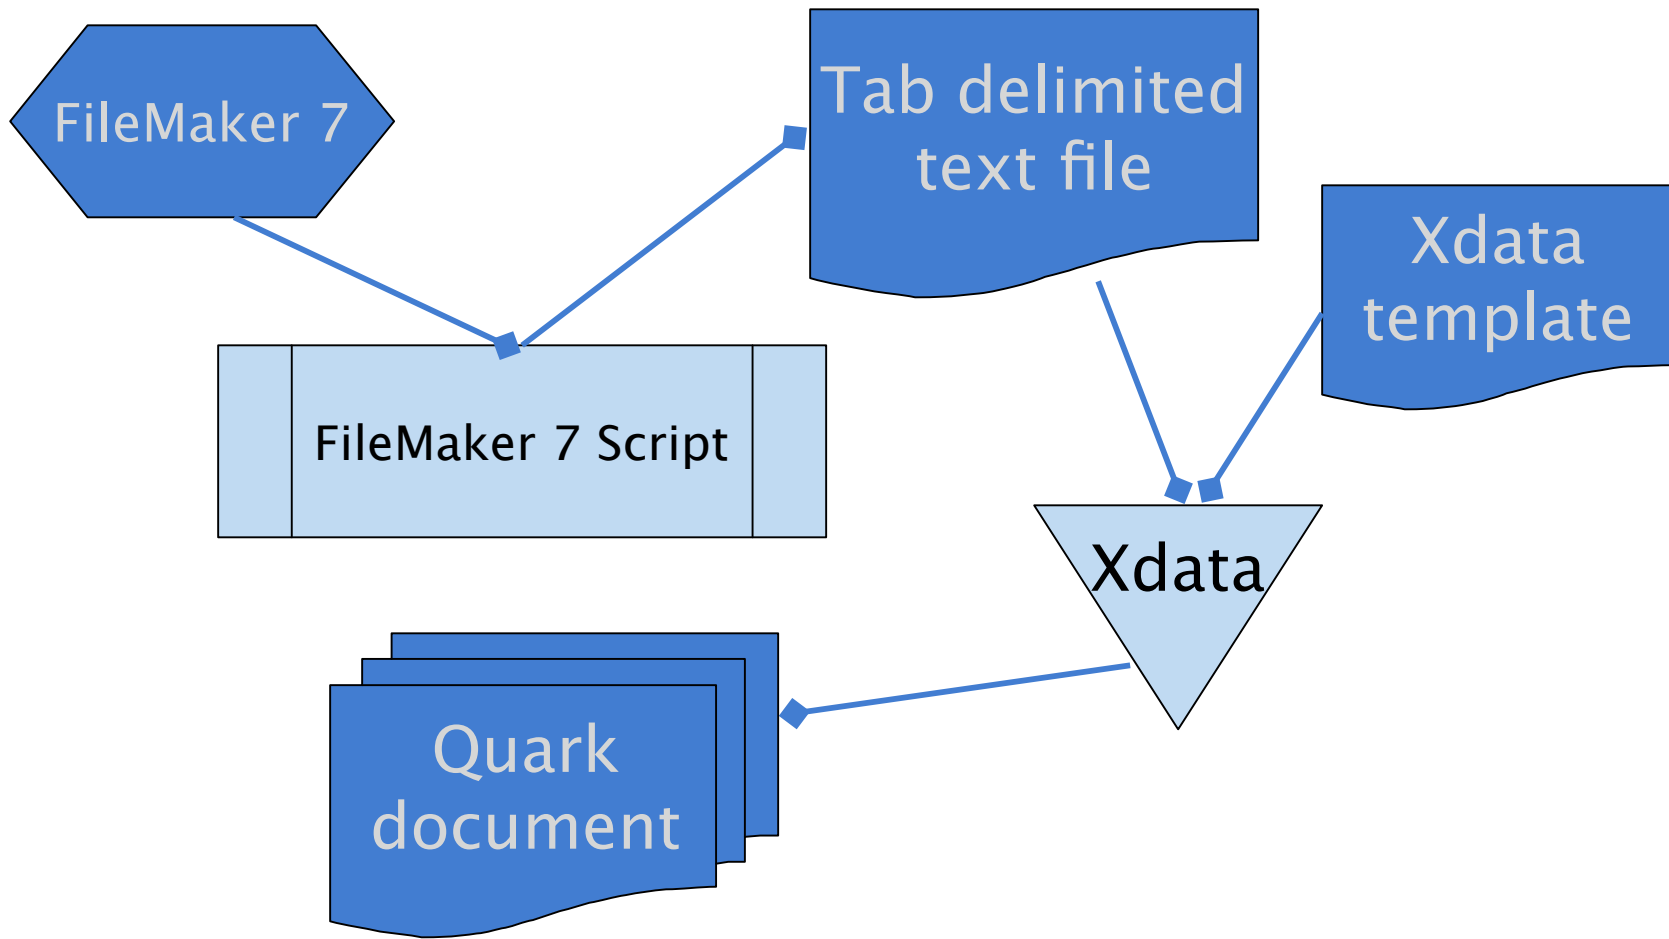 FileMaker 7
Tab delimited
text file
Xdata
template
FileMaker 7 Script
Xdata
Quark
document